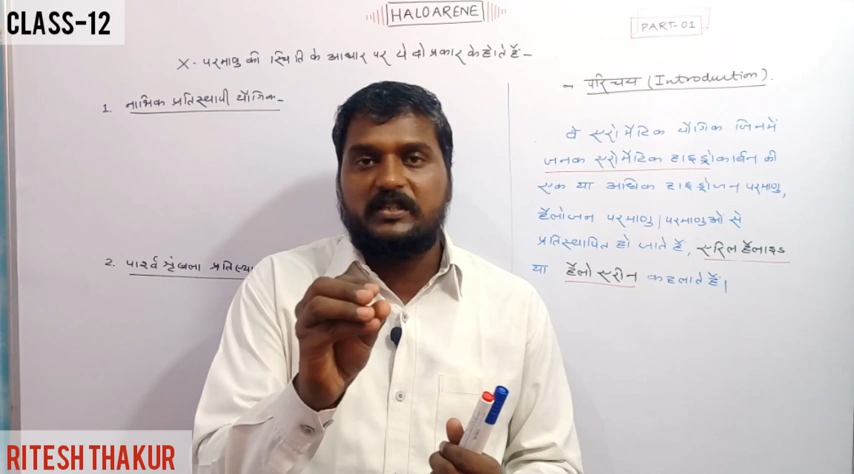 CLASS-12
HALOARENE
PART-01
X- परमाणु की स्थिति के आधार पर ये दो प्रकार के होते हैं-
1. नाभिक प्रतिस्थापी यौगिक-
2. पार्श्व श्रृंखला
- परिचय (Introduction).
वे एरोमैटिक यौगिक जिनमें
जनक एरोमैटिक हाइड्रोकार्बन की
एक या अधिक हाइड्रोजन परमाणु,
हैलोजन परमाणु/परमाणुओं से
प्रतिस्थापित हो जाते हैं, एरिल हैलाइड
या हैलो एरीन कहलाते हैं।
RITESH THAKUR